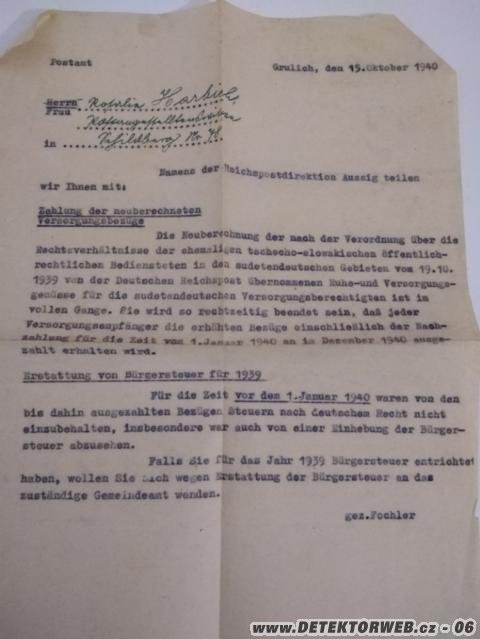 Postamt
Grulich, den 15.Oktober 1940
Herrn
Frau Rosalia Harbich
in Schildberg Nr. 48
Namens der Reichspostdirektion Aussig teilen
wir Ihnen mit:
Zahlung der neuberechneten
Versorgungsbezüge
Die Neuberechnung der nach der Verordnung über die
Rechtsverhältnisse der ehemaligen tschecho-slowakischen öffentlich-
rechtlichen Bediensteten in den sudetendeutschen Gebieten vom 19.10.
1939 von der Deutschen Reichspost übernommenen Ruhe-und Versorgungs-
genüsse für die sudetendeutschen Versorgungsberechtigten ist in
vollen Gange. Sie wird so rechtzeitig beendet sein, daß jeder
Versorgungsempfänger die erhöhten Bezüge einschließlich der Nach-
zahlung für die Zeit vom 1.Januar 1940 an im Dezember 1940 ausge-
zahlt erhalten wird.
Erstattung von Bürgersteuer für 1939
Für die Zeit vor dem 1.Januar 1940 waren von den
bis dahin ausgezahlten Bezügen Steuern nach deutschem Recht nicht
einzubehalten, insbesondere war auch von einer Einhebung der Bürger-
steuer abzusehen.
Falls Sie für das Jahr 1939 Bürgersteuer entrichtet
haben, wollen Sie sich wegen Erstattung der Bürgersteuer an das
zuständige Gemeindeamt wenden.
gez.Fochler
www.DETEKTORWEB.cz - 06